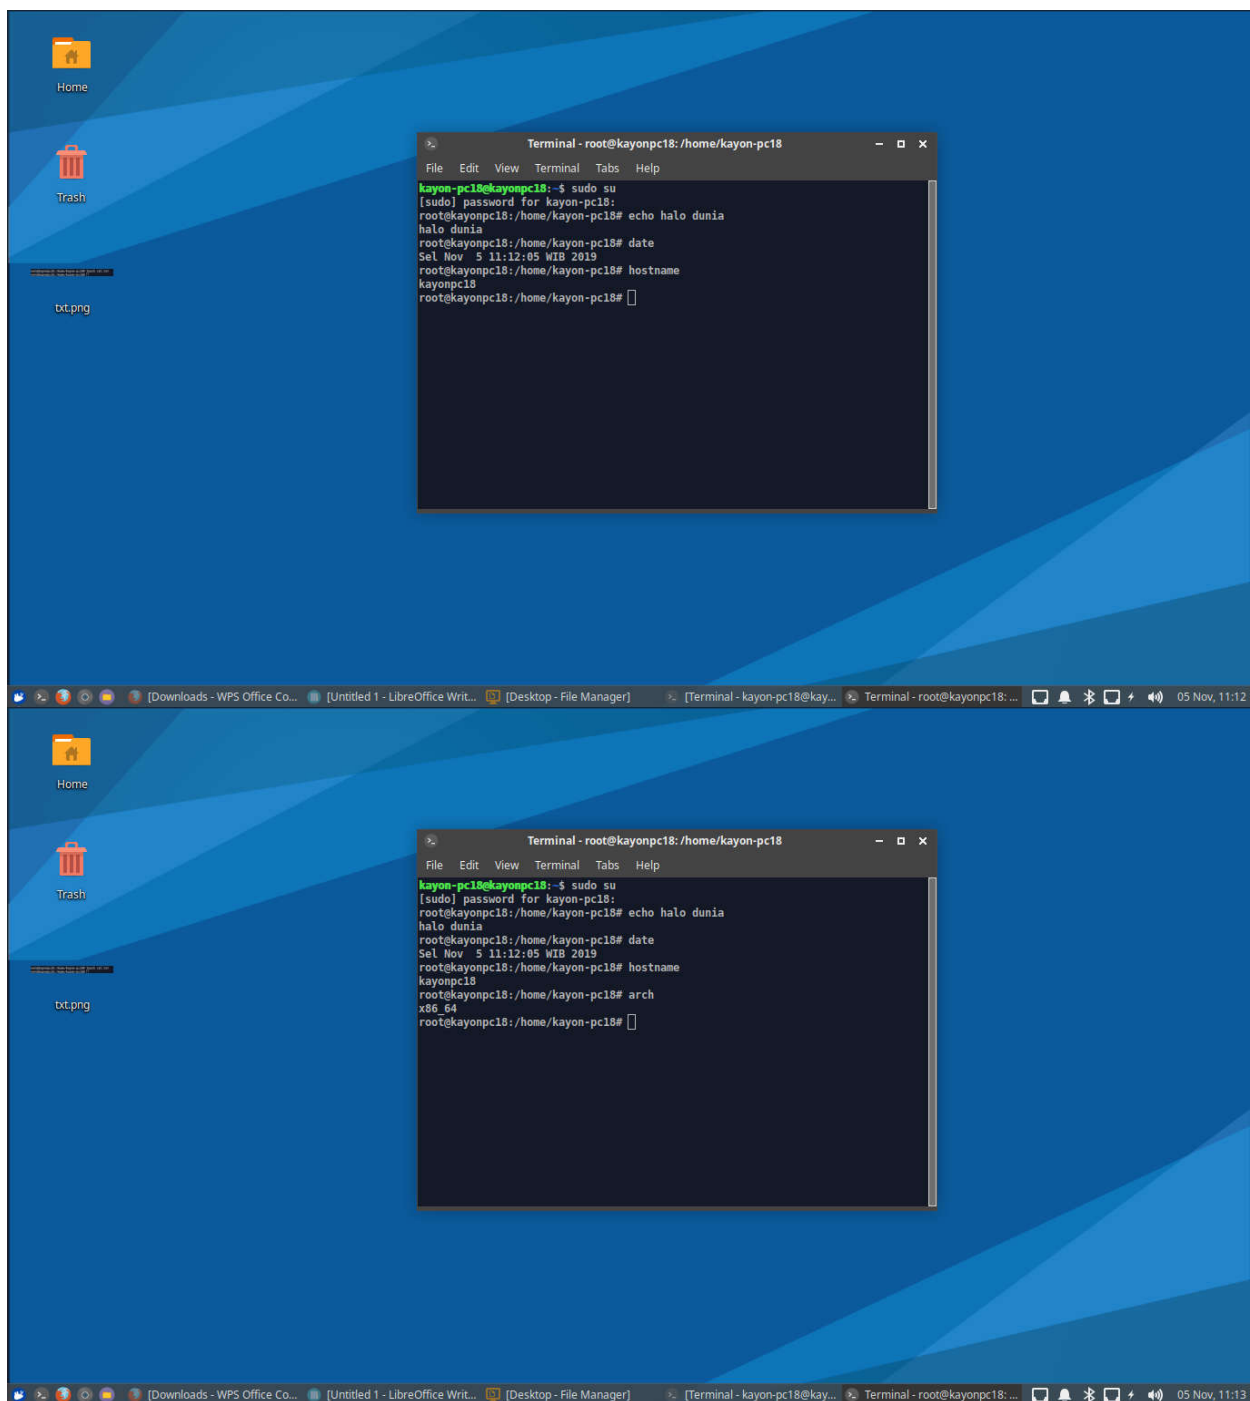 Home
Trash
txt.png
Terminal - root@kayonpc18: /home/kayon-pc18
File Edit View Terminal Tabs Help
kayon-pc18@kayonpc18:~$ sudo su
[sudo] password for kayon-pc18:
root@kayonpc18:/home/kayon-pc18# echo halo dunia
halo dunia
root@kayonpc18:/home/kayon-pc18# date
Sel Nov  5 11:12:05 WIB 2019
root@kayonpc18:/home/kayon-pc18# hostname
kayonpc18
root@kayonpc18:/home/kayon-pc18#
[Downloads - WPS Office Co... [Untitled 1 - LibreOffice Writ... [Desktop - File Manager] [Terminal - kayon-pc18@kay... Terminal - root@kayonpc18: ... 05 Nov, 11:12
Home
Trash
txt.png
Terminal - root@kayonpc18: /home/kayon-pc18
File Edit View Terminal Tabs Help
kayon-pc18@kayonpc18:~$ sudo su
[sudo] password for kayon-pc18:
root@kayonpc18:/home/kayon-pc18# echo halo dunia
halo dunia
root@kayonpc18:/home/kayon-pc18# date
Sel Nov  5 11:12:05 WIB 2019
root@kayonpc18:/home/kayon-pc18# hostname
kayonpc18
root@kayonpc18:/home/kayon-pc18# arch
x86_64
root@kayonpc18:/home/kayon-pc18#
[Downloads - WPS Office Co... [Untitled 1 - LibreOffice Writ... [Desktop - File Manager] [Terminal - kayon-pc18@kay... Terminal - root@kayonpc18: ... 05 Nov, 11:13